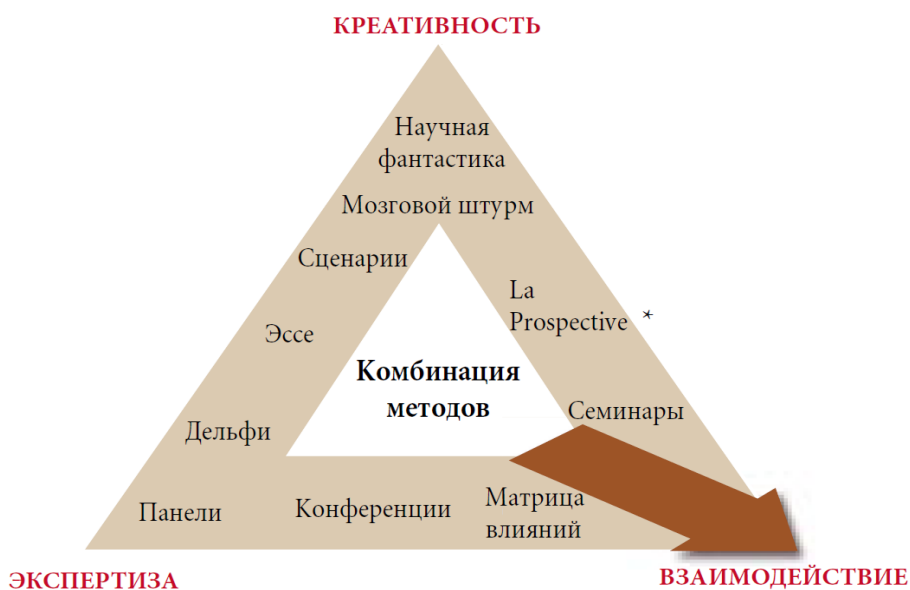 КРЕАТИВНОСТЬ
Научная
фантастика
Мозговой штурм
Сценарии
La
Prospective *
Эссе
Комбинация
методов
Семинары
Дельфи
Матрица
влияний
Конференции
Панели
ЭКСПЕРТИЗА
ВЗАИМОДЕЙСТВИЕ